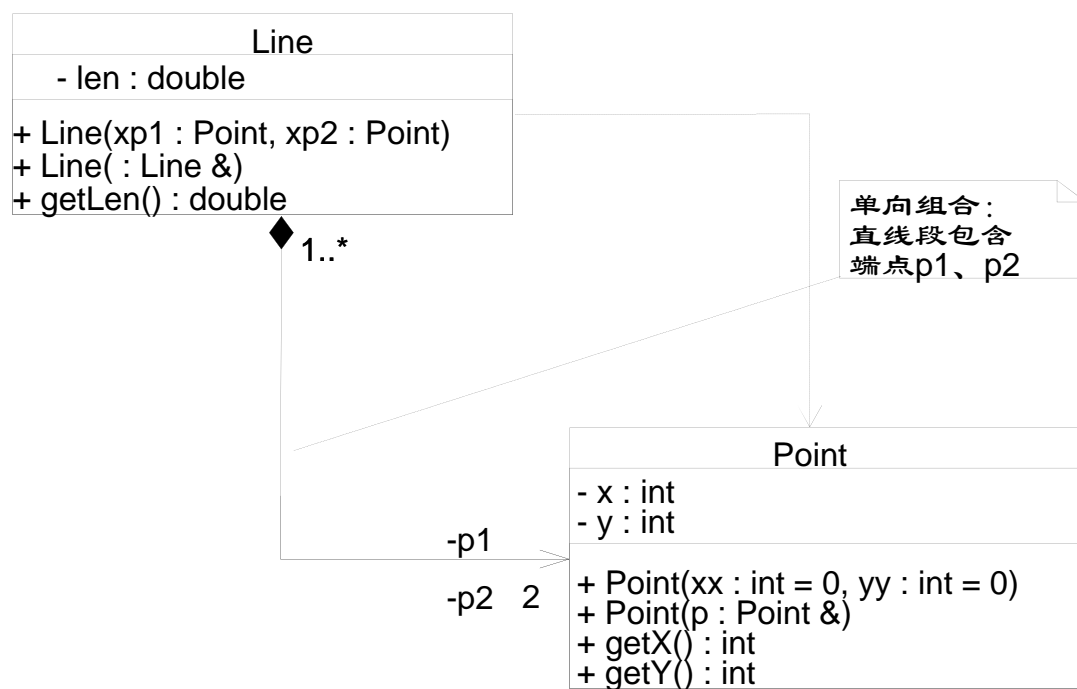 Line
- len : double
+ Line(xp1 : Point, xp2 : Point)
+ Line( : Line &)
+ getLen() : double
1..*
单向组合：
直线段包含
端点p1、p2
-p1
-p2 2
Point
- x : int
- y : int
+ Point(xx : int = 0, yy : int = 0)
+ Point(p : Point &)
+ getX() : int
+ getY() : int